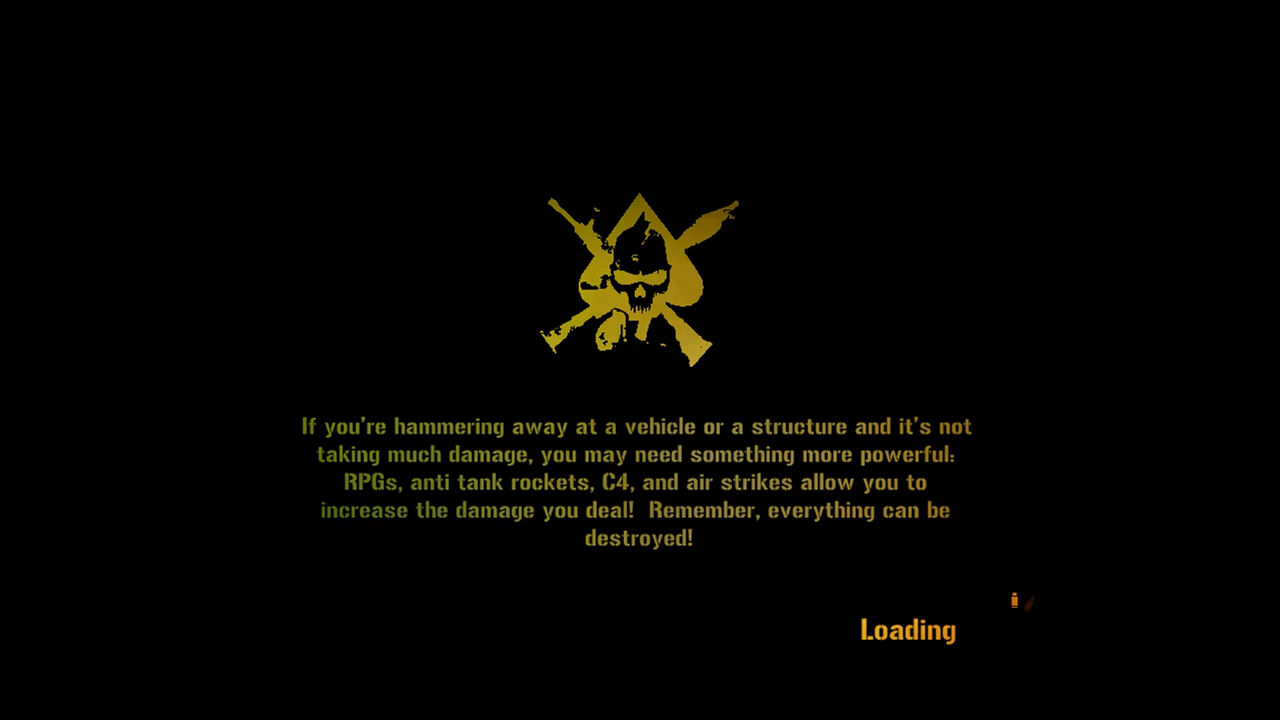 If you're hammering away at a vehicle or a structure and it's not
taking much damage, you may need something more powerful:
RPGs, anti tank rockets, C4, and air strikes allow you to
increase the damage you deal!  Remember, everything can be
destroyed!
Loading